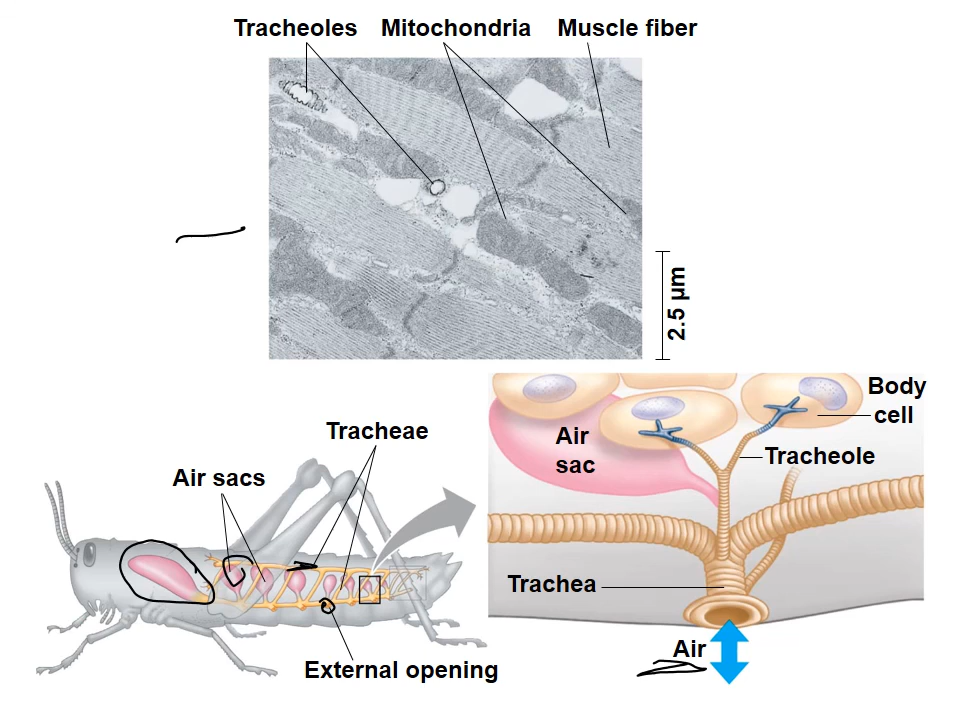 Tracheoles Mitochondria Muscle fiber
2.5 µm
Body
cell
Air
sac
Tracheole
Trachea
Air
Tracheae
Air sacs
External opening